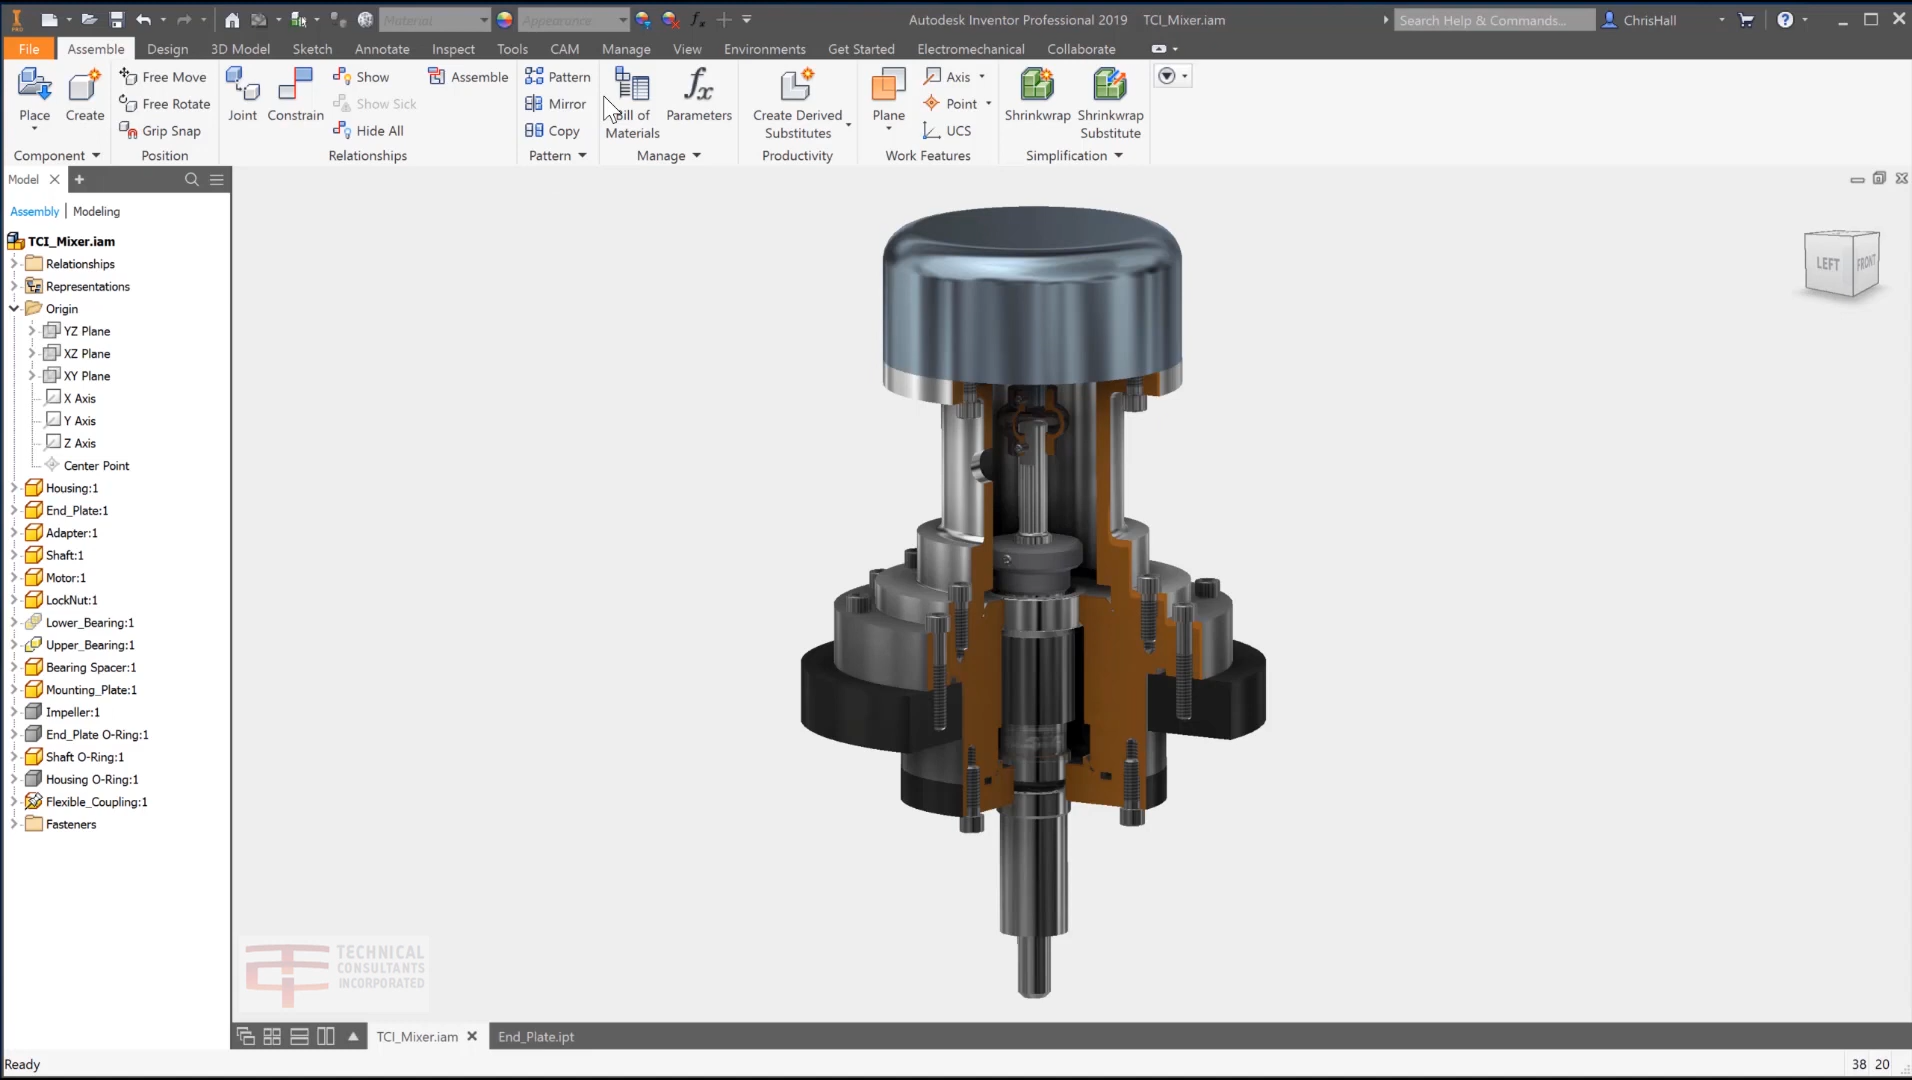 PRO
Material
Appearance
Autodesk Inventor Professional 2019 TCI_Mixer.iam
Search Help & Commands...
ChrisHall
File
Assemble
Design
3D Model
Sketch
Annotate
Inspect
Tools
CAM
Manage
View
Environments
Get Started
Electromechanical
Collaborate
Place
Create
Component
Free Move
Free Rotate
Grip Snap
Position
Joint
Constrain
Show
Show Sick
Hide All
Relationships
Assemble
Pattern
Mirror
Copy
Pattern
Bill of
Materials
Parameters
Manage
Create Derived
Substitutes
Productivity
Plane
Axis
Point
UCS
Work Features
Shrinkwrap
Shrinkwrap
Substitute
Simplification
Model
Assembly | Modeling
TCI_Mixer.iam
Relationships
Representations
Origin
YZ Plane
XZ Plane
XY Plane
X Axis
Y Axis
Z Axis
Center Point
Housing:1
End_Plate:1
Adapter:1
Shaft:1
Motor:1
LockNut:1
Lower_Bearing:1
Upper_Bearing:1
Bearing Spacer:1
Mounting_Plate:1
Impeller:1
End_Plate O-Ring:1
Shaft O-Ring:1
Housing O-Ring:1
Flexible_Coupling:1
Fasteners
LEFT
FRONT
TECHNICAL
CONSULTANTS
INCORPORATED
TCI_Mixer.iam
End_Plate.ipt
Ready
38 20